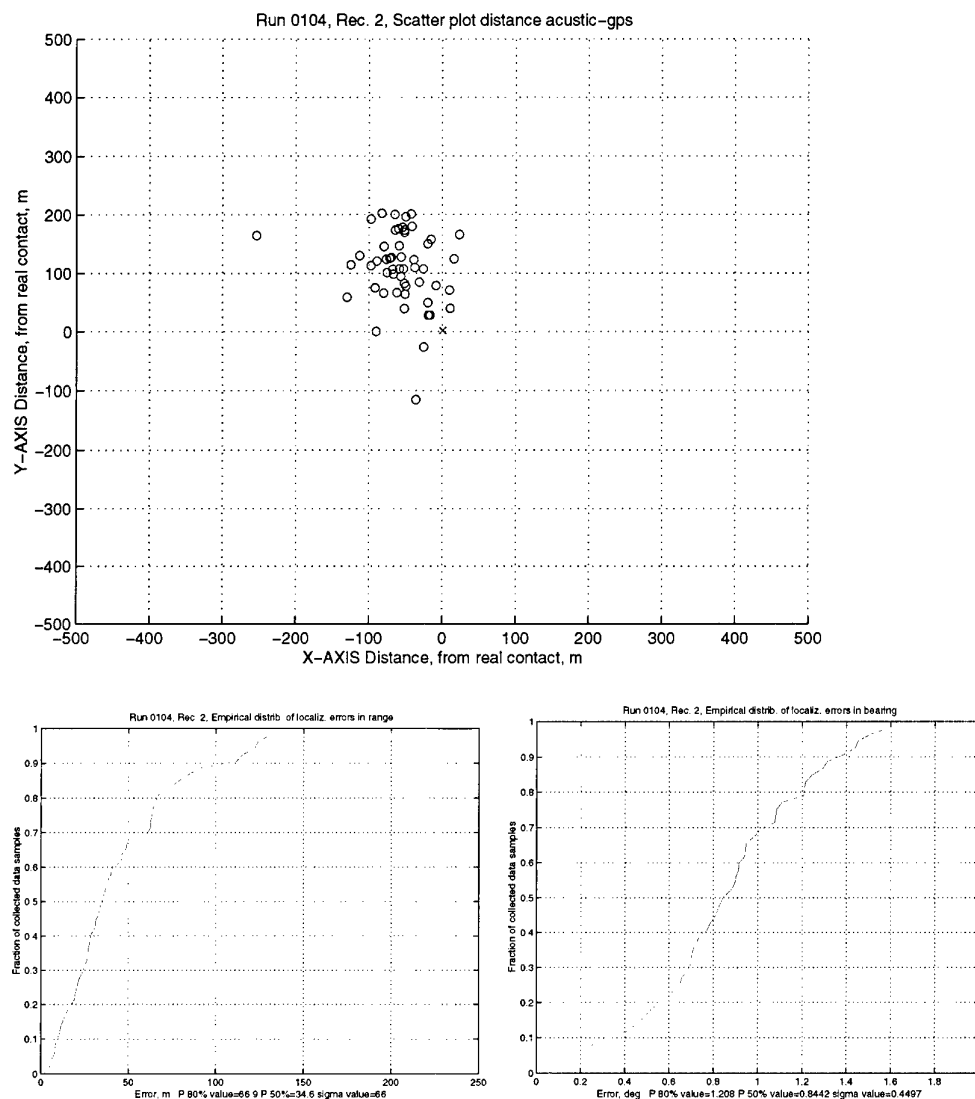 Run 0104, Rec. 2, Scatter plot distance acustic-gps
500
400
300
200
100
0
−100
−200
−300
−400
−500
Y-AXIS Distance, from real contact, m
−500 −400 −300 −200 −100 0 100 200 300 400 500
X-AXIS Distance, from real contact, m
Run 0104, Rec. 2, Empirical distrib. of localiz. errors in range
1
0.9
0.8
0.7
0.6
0.5
0.4
0.3
0.2
0.1
0
Fraction of collected data samples
0 50 100 150 200 250
Error, m P 80% value=66 9 P 50%=34.6 sigma value=66
Run 0104, Rec. 2, Empirical distrib. of localiz. errors in bearing
1
0.9
0.8
0.7
0.6
0.5
0.4
0.3
0.2
0.1
0
Fraction of collected data samples
0 0.2 0.4 0.6 0.8 1.0 1.2 1.4 1.6 1.8 2
Error, deg P 80% value=1.208 P 50% value=0.8442 sigma value=0.4497